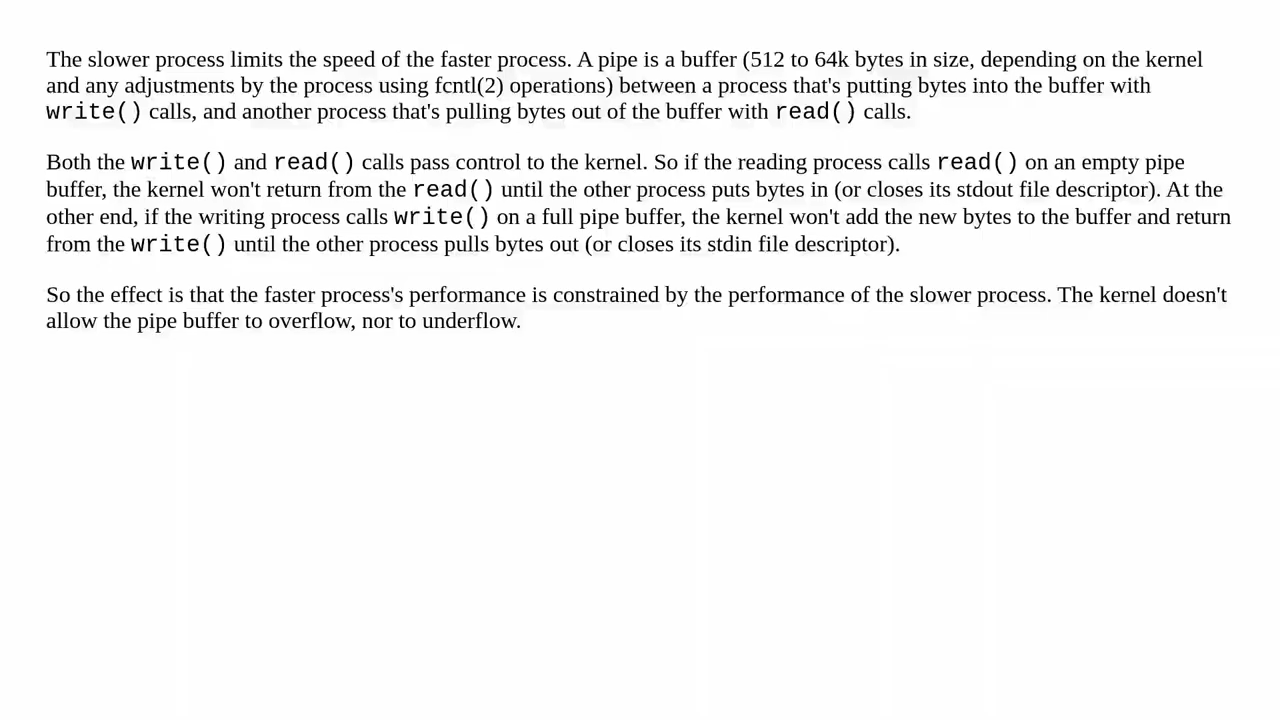 The slower process limits the speed of the faster process. A pipe is a buffer (512 to 64k bytes in size, depending on the kernel
and any adjustments by the process using fcntl(2) operations) between a process that's putting bytes into the buffer with
write() calls, and another process that's pulling bytes out of the buffer with read() calls.
Both the write() and read() calls pass control to the kernel. So if the reading process calls read() on an empty pipe
buffer, the kernel won't return from the read() until the other process puts bytes in (or closes its stdout file descriptor). At the
other end, if the writing process calls write() on a full pipe buffer, the kernel won't add the new bytes to the buffer and return
from the write() until the other process pulls bytes out (or closes its stdin file descriptor).
So the effect is that the faster process's performance is constrained by the performance of the slower process. The kernel doesn't
allow the pipe buffer to overflow, nor to underflow.